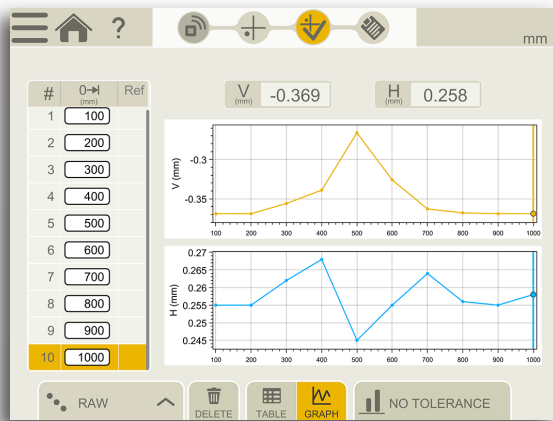 ?
mm
# 0 (mm) Ref
1 100
2 200
3 300
4 400
5 500
6 600
7 700
8 800
9 900
10 1000
V (mm) -0.369
H (mm) 0.258
V (mm)
-0.3
-0.35
100 200 300 400 500 600 700 800 900 1000
H (mm)
0.27
0.265
0.26
0.255
0.25
0.245
100 200 300 400 500 600 700 800 900 1000
RAW
DELETE
TABLE
GRAPH
NO TOLERANCE